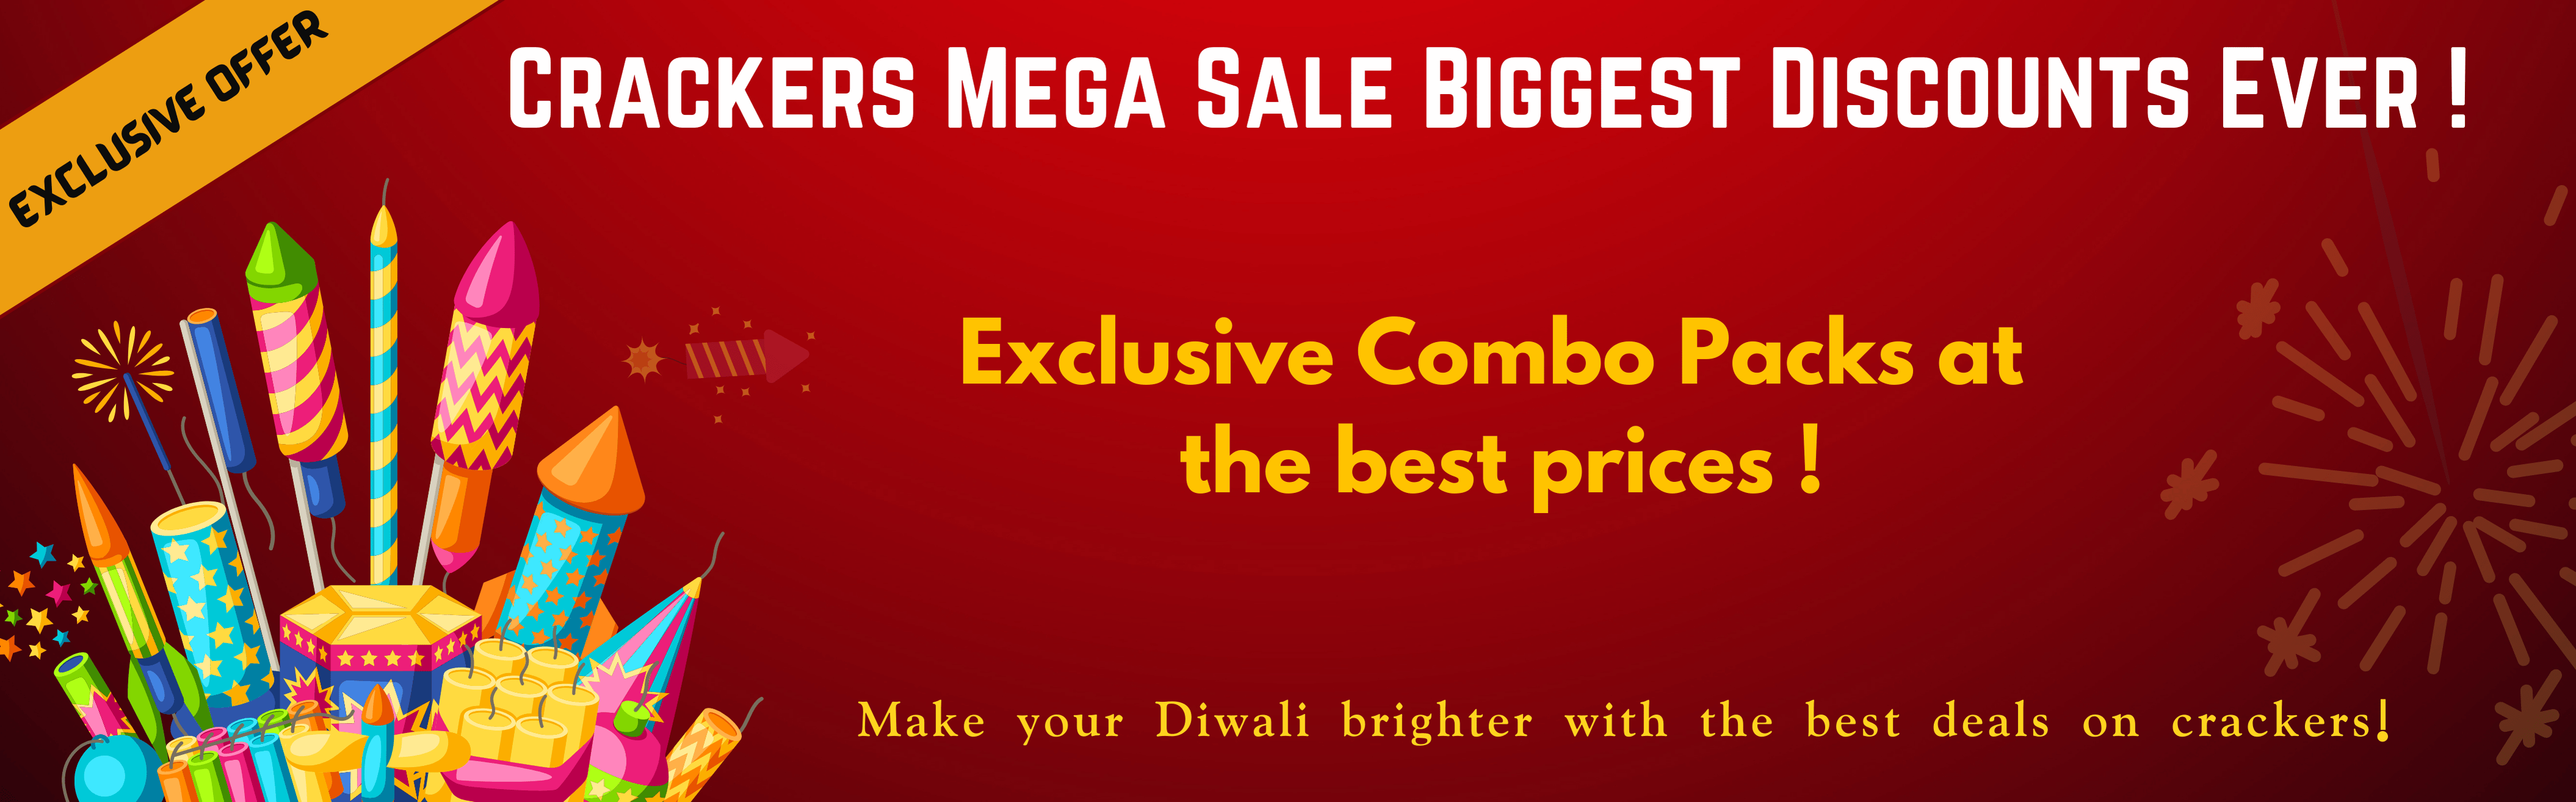 EXCLUSIVE OFFER
CRACKERS MEGA SALE BIGGEST DISCOUNTS EVER !
Exclusive Combo Packs at
the best prices !
Make your Diwali brighter with the best deals on crackers!